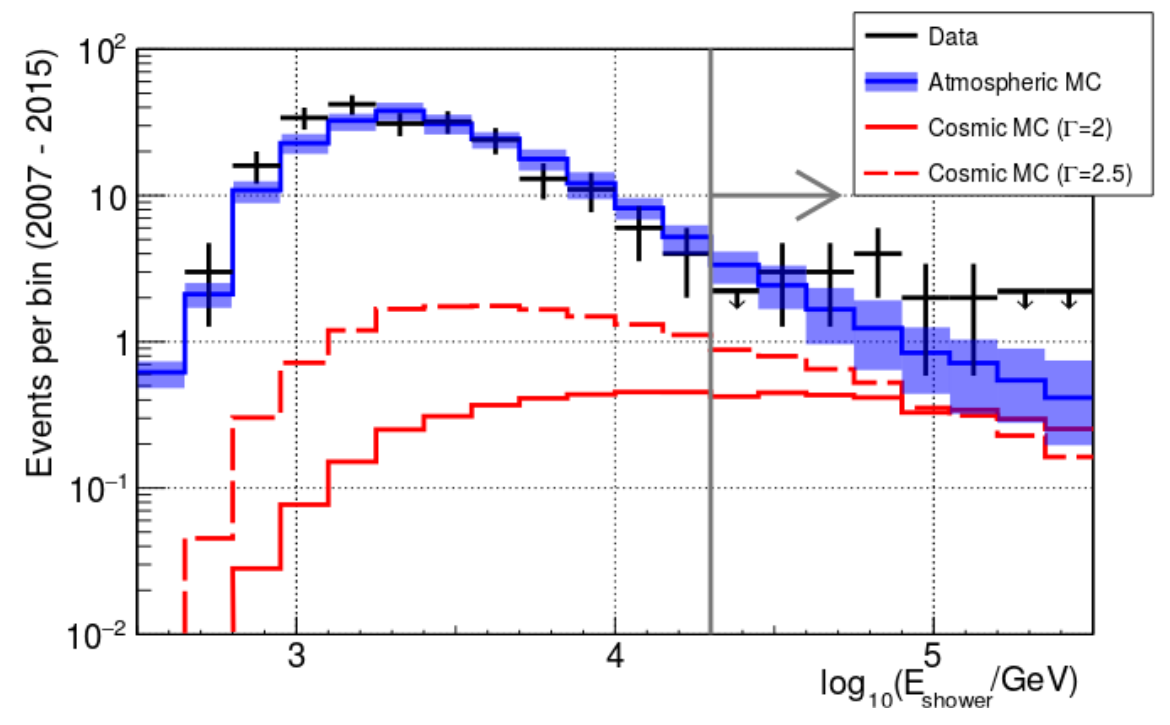 Events per bin (2007 - 2015)
10²
10
1
10⁻¹
10⁻²
3
4
5
log₁₀(E_shower/GeV)
Data
Atmospheric MC
Cosmic MC (Γ=2)
Cosmic MC (Γ=2.5)